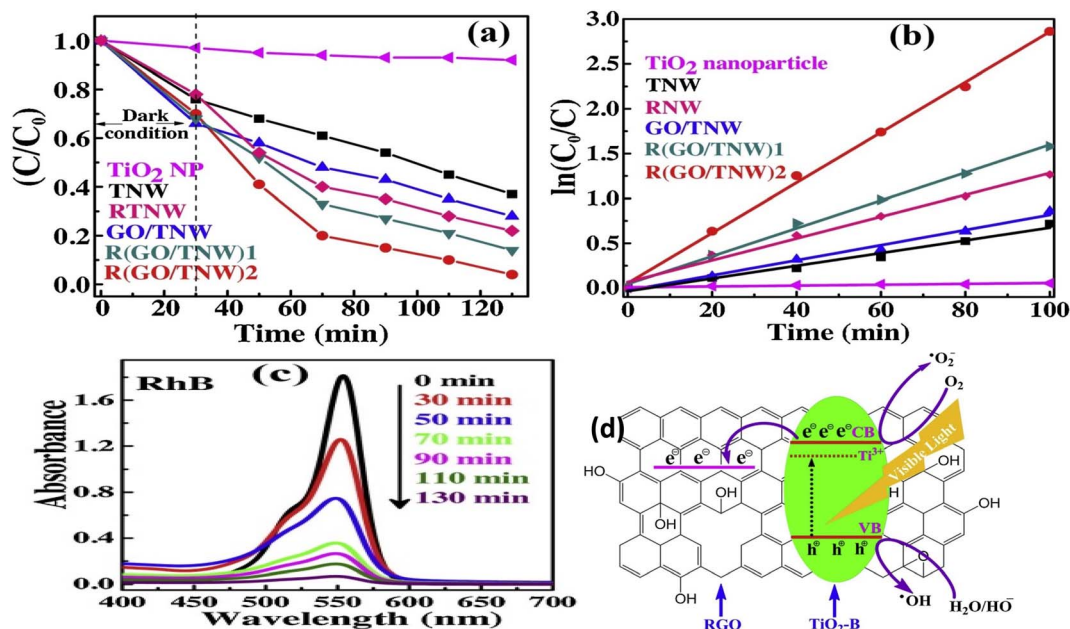 (a)
(C/C₀)
1.0
0.8
0.6
0.4
0.2
0.0
Dark
condition
TiO₂ NP
TNW
RTNW
GO/TNW
R(GO/TNW)1
R(GO/TNW)2
0 20 40 60 80 100 120
Time (min)
(b)
ln(C₀/C)
3.0
2.5
2.0
1.5
1.0
0.5
0.0
TiO₂ nanoparticle
TNW
RNW
GO/TNW
R(GO/TNW)1
R(GO/TNW)2
0 20 40 60 80 100
Time (min)
(c)
RhB
Absorbance
1.8
1.2
0.6
0.0
0 min
30 min
50 min
70 min
90 min
110 min
130 min
400 450 500 550 600 650 700
Wavelength (nm)
(d)
•O₂⁻
O₂
e⊖ e⊖ e⊖ CB
Ti³⁺
Visible Light
e⊖ e⊖ e⊖
HO
OH
OH
OH
H
OH
O
VB
h⊕ h⊕ h⊕
OH
•OH
H₂O/HO⁻
RGO
TiO₂-B